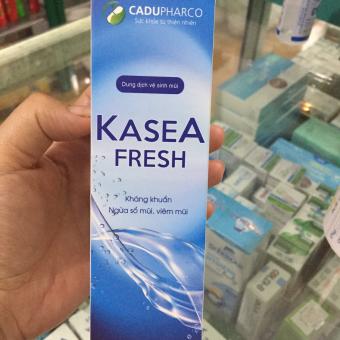 CADUPHARCO
Sức khỏe từ thiên nhiên
Dung dịch vệ sinh mũi
KASEA
FRESH
Kháng khuẩn
Ngừa sổ mũi, viêm mũi